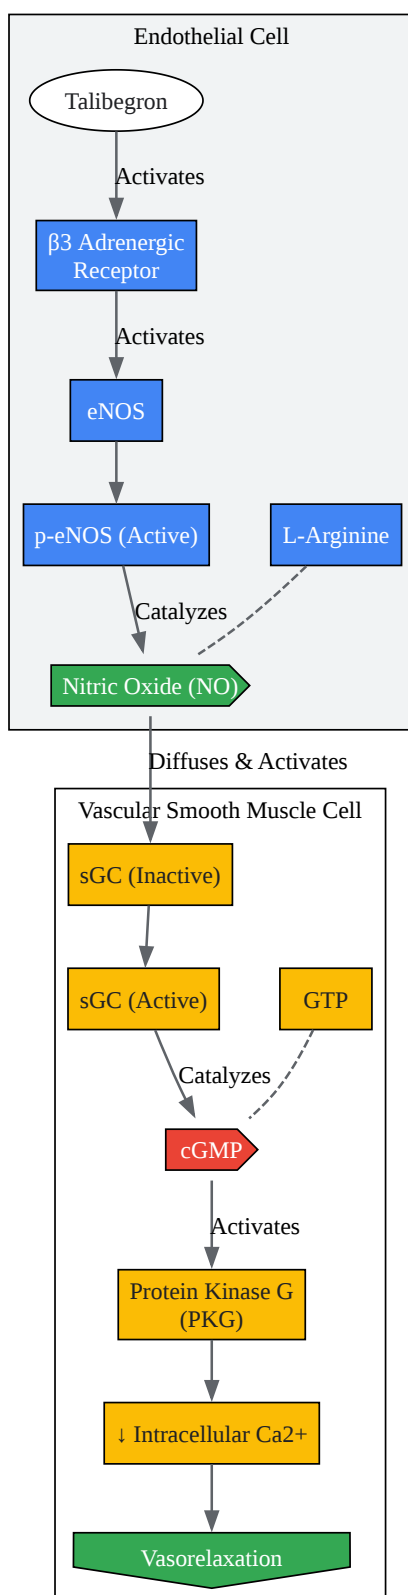 Endothelial Cell
Talibegron
Activates
β3 Adrenergic
Receptor
Activates
eNOS
p-eNOS (Active)
L-Arginine
Catalyzes
Nitric Oxide (NO)
Diffuses & Activates
Vascular Smooth Muscle Cell
sGC (Inactive)
sGC (Active)
GTP
Catalyzes
cGMP
Activates
Protein Kinase G
(PKG)
↓ Intracellular Ca2+
Vasorelaxation